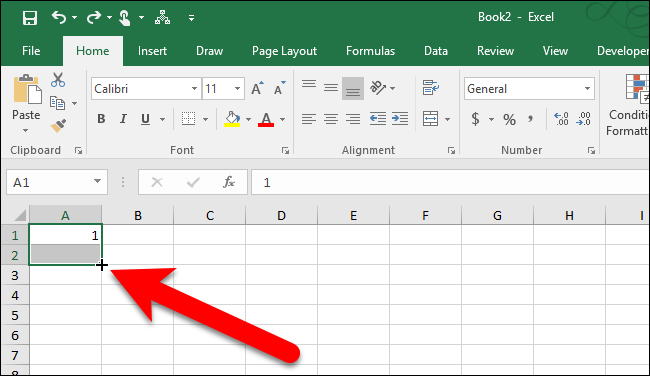 Book2 - Excel
File Home Insert Draw Page Layout Formulas Data Review View Developer
Calibri 11 A A General
Paste B I U A $ % , .0 .00 .00 .0 Conditi
Formatt
Clipboard Font Alignment Number
A1 fx 1
A B C D E F G H I
1 1
2
3
4
5
6
7
8